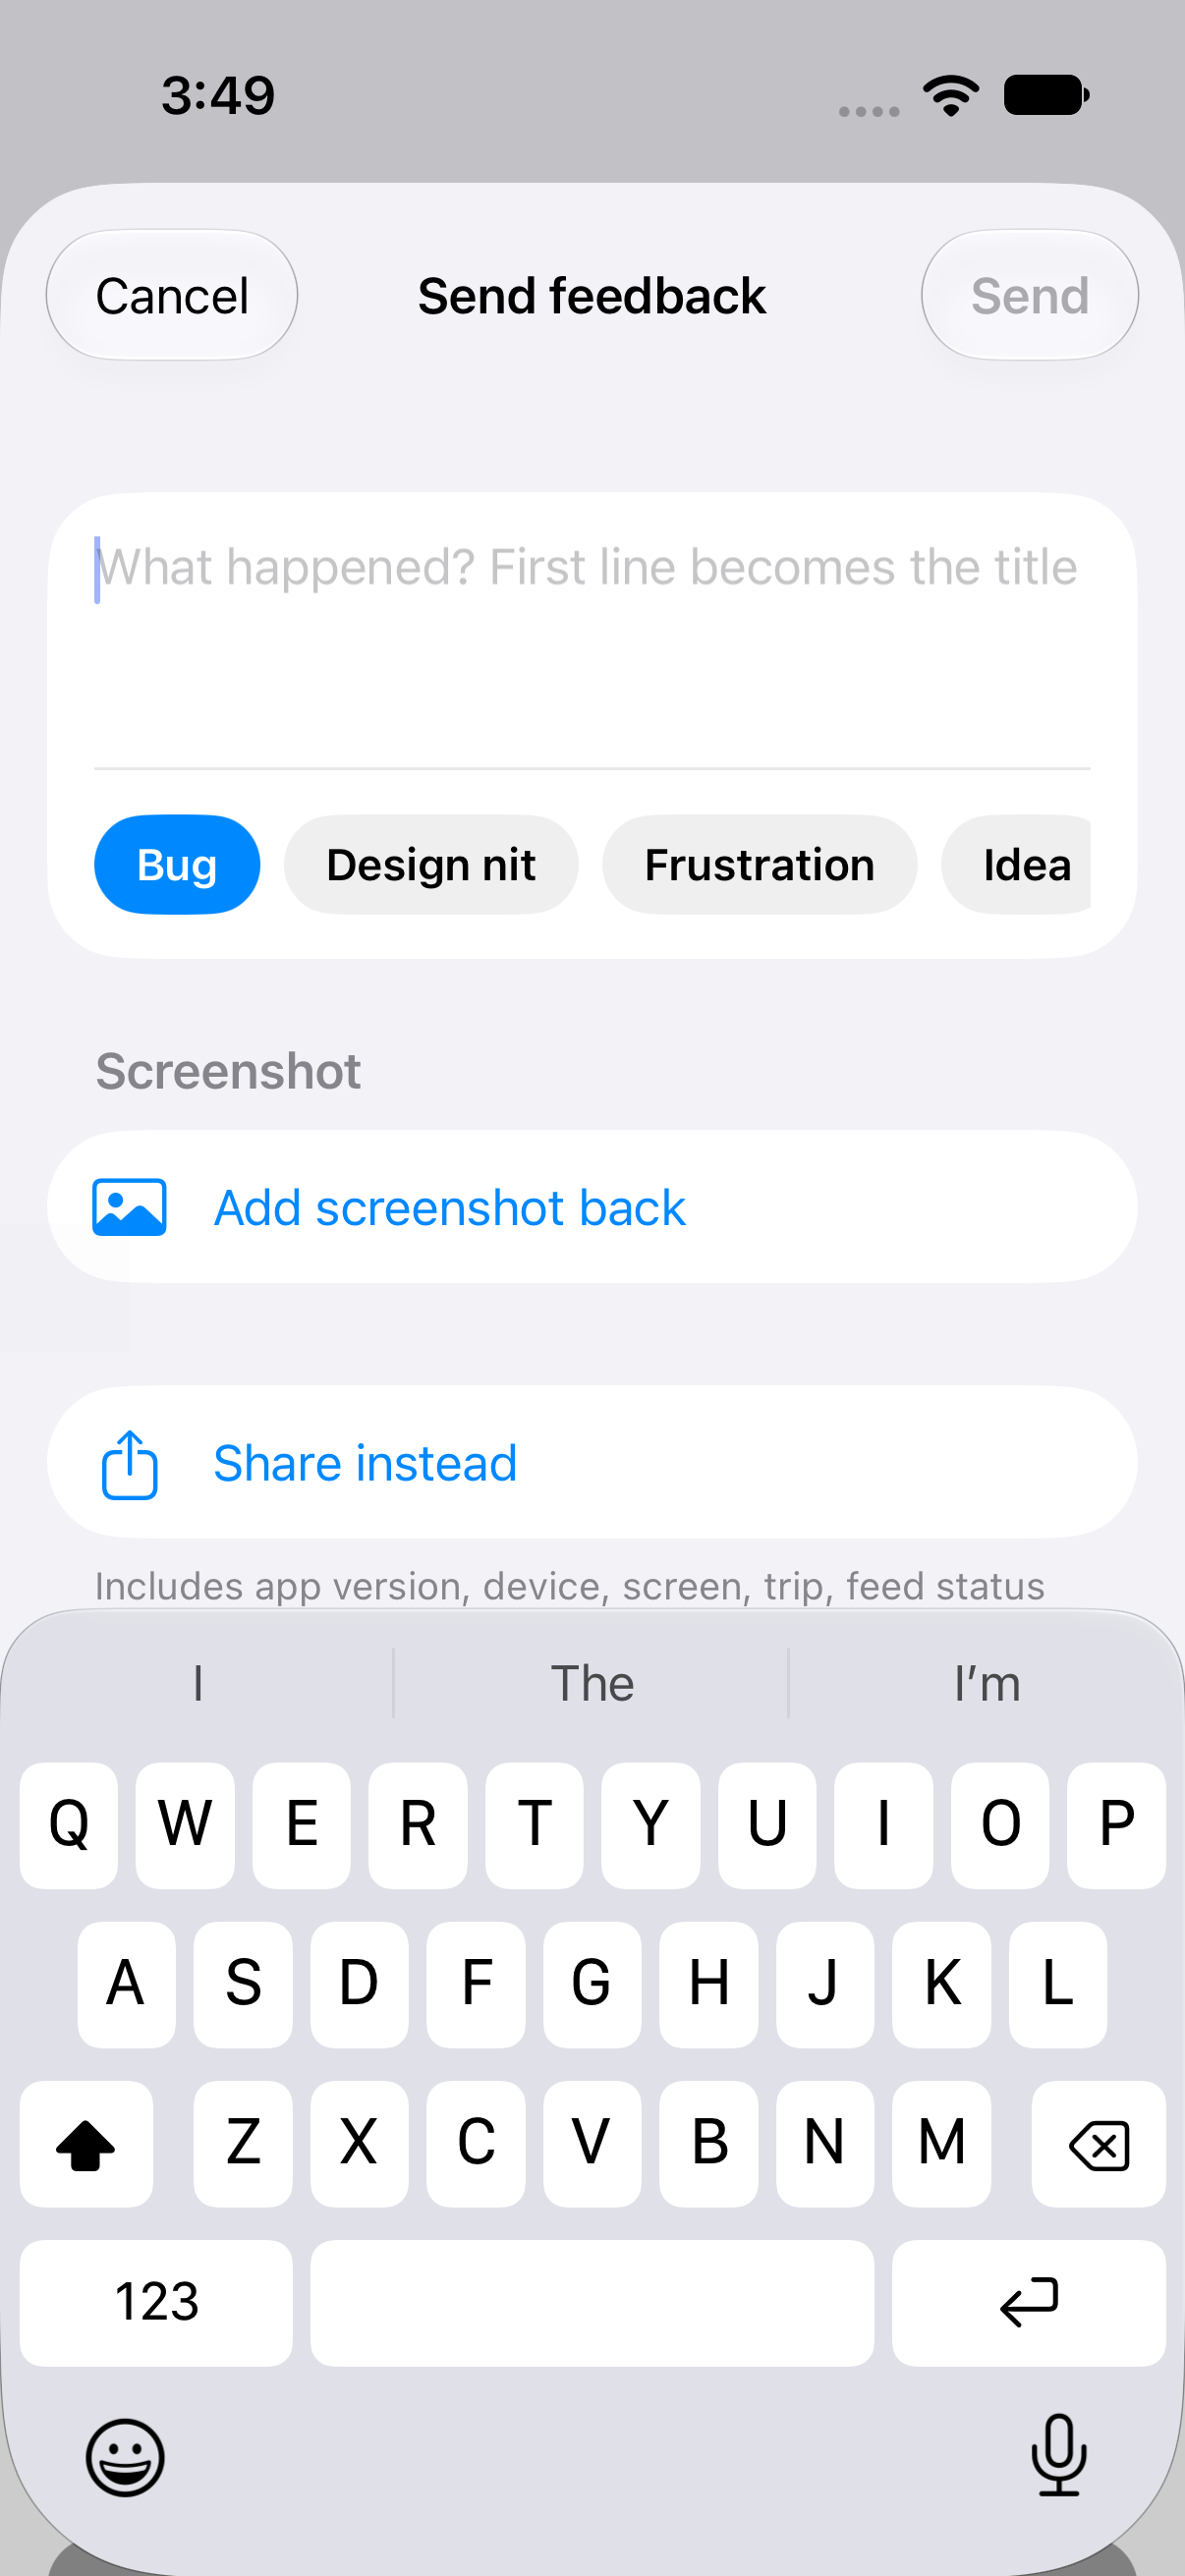 3:49
Cancel
Send feedback
Send
What happened? First line becomes the title
Bug
Design nit
Frustration
Idea
Screenshot
Add screenshot back
Share instead
Includes app version, device, screen, trip, feed status
I
The
I’m
Q W E R T Y U I O P
A S D F G H J K L
Z X C V B N M
123